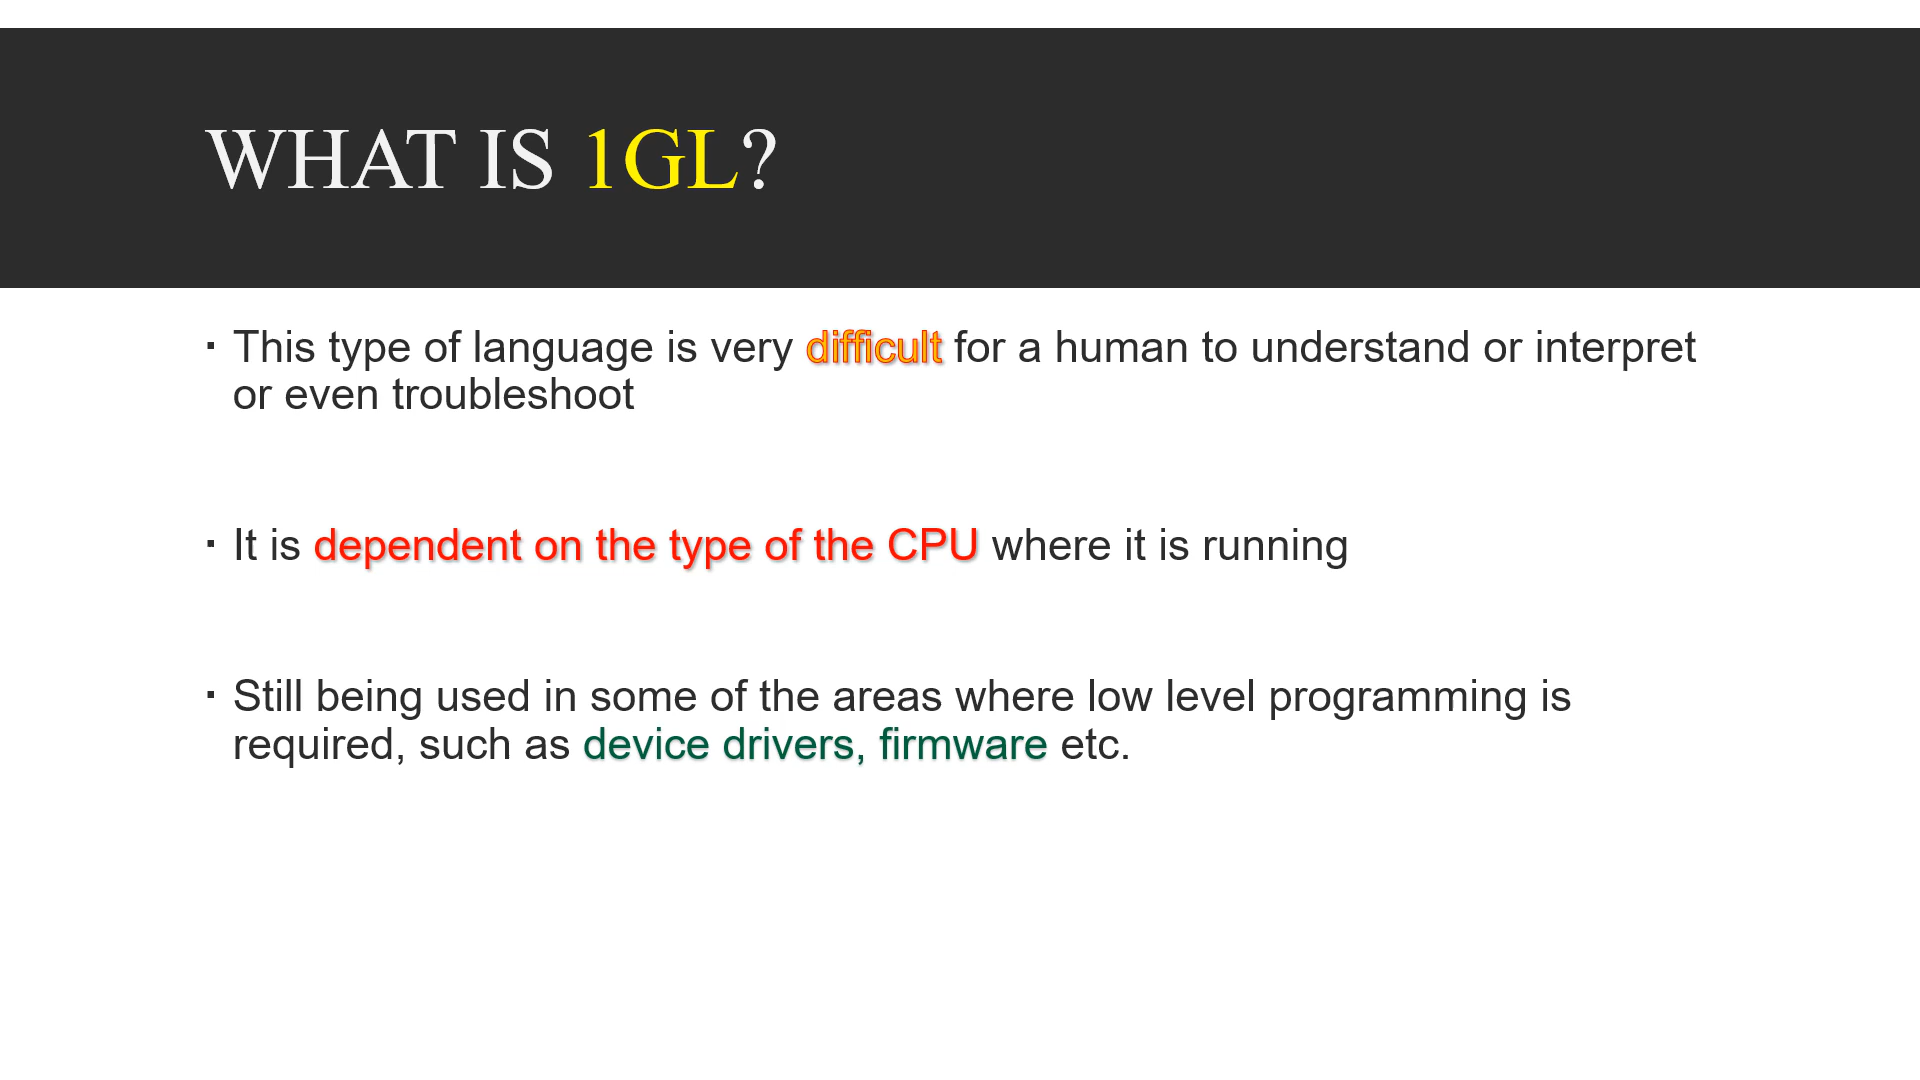 WHAT IS 1GL?
▪ This type of language is very difficult for a human to understand or interpret
or even troubleshoot
▪ It is dependent on the type of the CPU where it is running
▪ Still being used in some of the areas where low level programming is
required, such as device drivers, firmware etc.